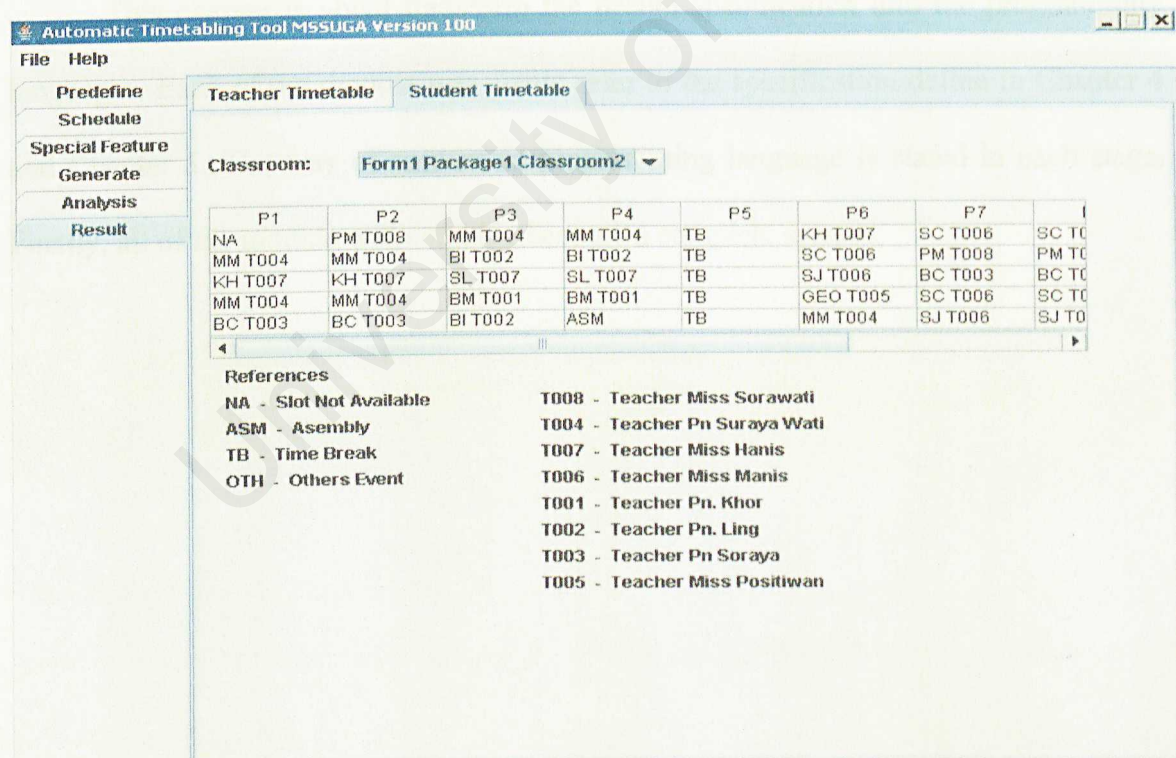 Automatic Timetabling Tool MSSUGA Version 100
File Help
Predefine
Schedule
Special Feature
Generate
Analysis
Result
Teacher Timetable Student Timetable
Classroom: Form1 Package1 Classroom2
P1 P2 P3 P4 P5 P6 P7
NA PM T008 MM T004 MM T004 TB KH T007 SC T006 SC
MM T004 MM T004 BI T002 BI T002 TB SC T006 PM T008 PM
KH T007 KH T007 SL T007 SL T007 TB SJ T006 BC T003 BC
MM T004 MM T004 BM T001 BM T001 TB GEO T005 SC T006 SC
BC T003 BC T003 BI T002 ASM TB MM T004 SJ T006 SJ
References
NA - Slot Not Available
ASM - Asembly
TB - Time Break
OTH - Others Event
T008 - Teacher Miss Sorawati
T004 - Teacher Pn Suraya Wati
T007 - Teacher Miss Hanis
T006 - Teacher Miss Manis
T001 - Teacher Pn. Khor
T002 - Teacher Pn. Ling
T003 - Teacher Pn Soraya
T005 - Teacher Miss Positiwan
University of